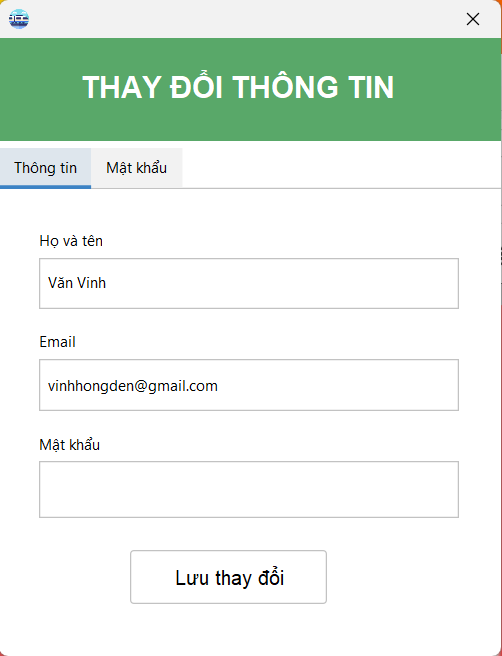 THAY ĐỔI THÔNG TIN
Thông tin Mật khẩu
Họ và tên
Văn Vinh
Email
vinhhongden@gmail.com
Mật khẩu
Lưu thay đổi